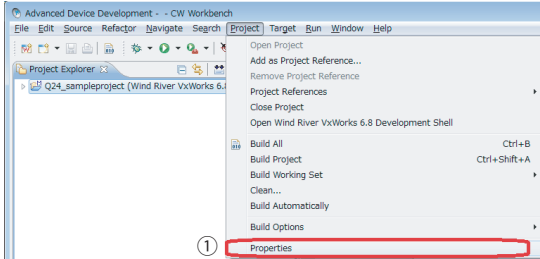 Advanced Device Development - - CW Workbench
File Edit Source Refactor Navigate Search Project Target Run Window Help
Open Project
Add as Project Reference...
Remove Project Reference
Project References
Close Project
Open Wind River VxWorks 6.8 Development Shell
Build All Ctrl+B
Build Project Ctrl+Shift+A
Build Working Set
Clean...
Build Automatically
Build Options
① Properties
Project Explorer
Q24_sampleproject (Wind River VxWorks 6.